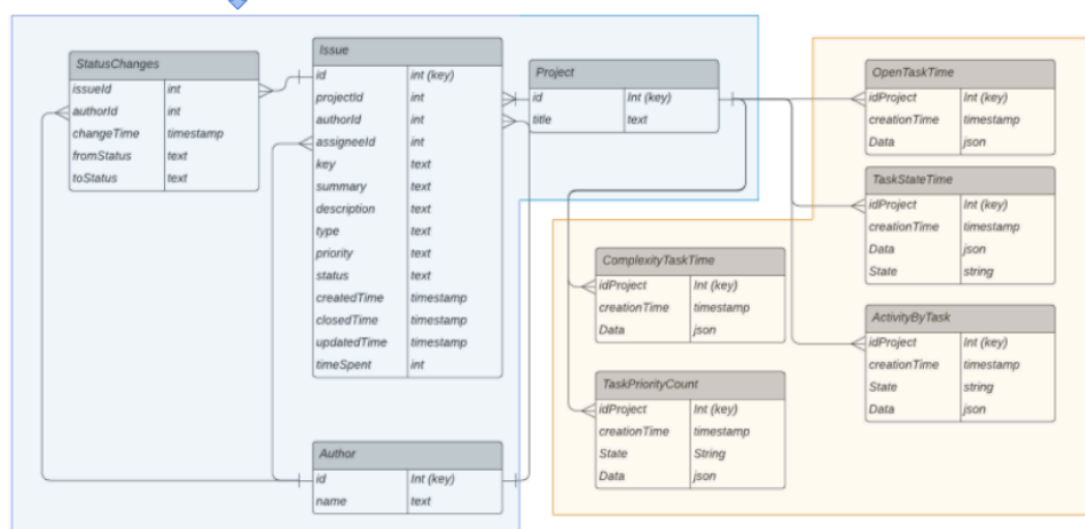 StatusChanges
issueId int
authorId int
changeTime timestamp
fromStatus text
toStatus text
Issue
id int (key)
projectId int
authorId int
assigneeId int
key text
summary text
description text
type text
priority text
status text
createdTime timestamp
closedTime timestamp
updatedTime timestamp
timeSpent int
Project
id Int (key)
title text
Author
id Int (key)
name text
OpenTaskTime
idProject Int (key)
creationTime timestamp
Data json
TaskStateTime
idProject Int (key)
creationTime timestamp
Data json
State string
ComplexityTaskTime
idProject Int (key)
creationTime timestamp
Data json
ActivityByTask
idProject Int (key)
creationTime timestamp
State string
Data json
TaskPriorityCount
idProject Int (key)
creationTime timestamp
State String
Data json